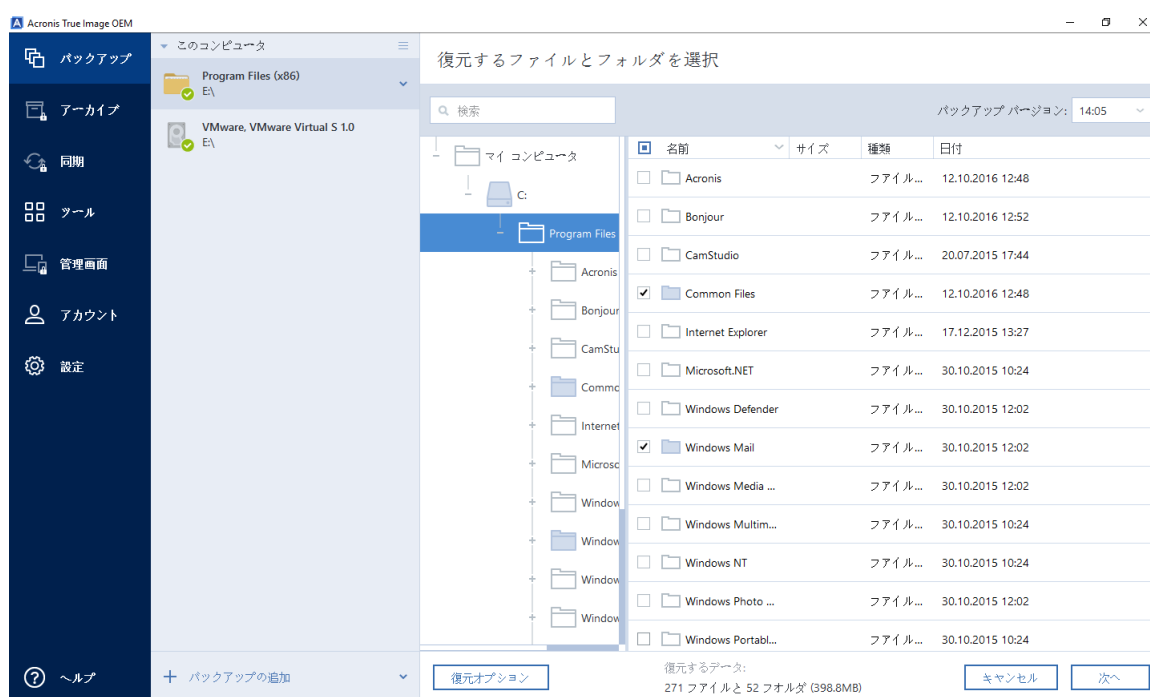 Acronis True Image OEM
バックアップ
アーカイブ
同期
ツール
管理画面
アカウント
設定
ヘルプ
このコンピュータ
Program Files (x86)
E:\
VMware, VMware Virtual S 1.0
E:\
バックアップの追加
復元するファイルとフォルダを選択
検索
バックアップ バージョン: 14:05
マイ コンピュータ
C:
Program Files
Acronis
Bonjour
CamStu
Commo
Internet
Microso
Window
Window
Window
Window
名前 サイズ 種類 日付
Acronis ファイル... 12.10.2016 12:48
Bonjour ファイル... 12.10.2016 12:52
CamStudio ファイル... 20.07.2015 17:44
Common Files ファイル... 12.10.2016 12:48
Internet Explorer ファイル... 17.12.2015 13:27
Microsoft.NET ファイル... 30.10.2015 10:24
Windows Defender ファイル... 30.10.2015 12:02
Windows Mail ファイル... 30.10.2015 12:02
Windows Media ... ファイル... 30.10.2015 12:02
Windows Multim... ファイル... 30.10.2015 10:24
Windows NT ファイル... 30.10.2015 10:24
Windows Photo ... ファイル... 30.10.2015 12:02
Windows Portabl... ファイル... 30.10.2015 10:24
復元オプション
復元するデータ:
271 ファイルと 52 フォルダ (398.8MB)
キャンセル
次へ